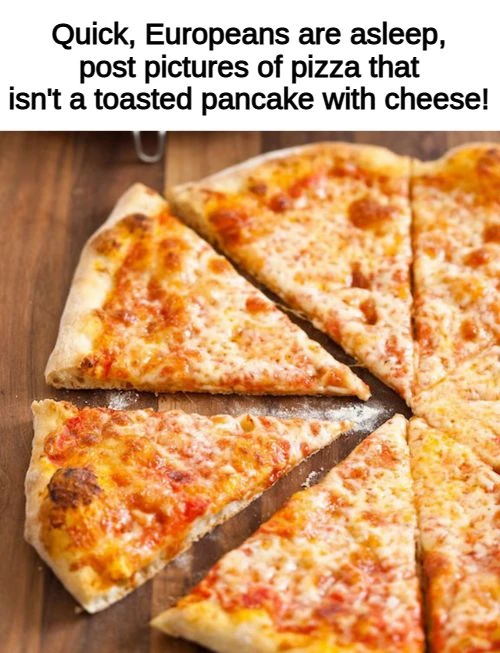 Quick, Europeans are asleep,
post pictures of pizza that
isn't a toasted pancake with cheese!